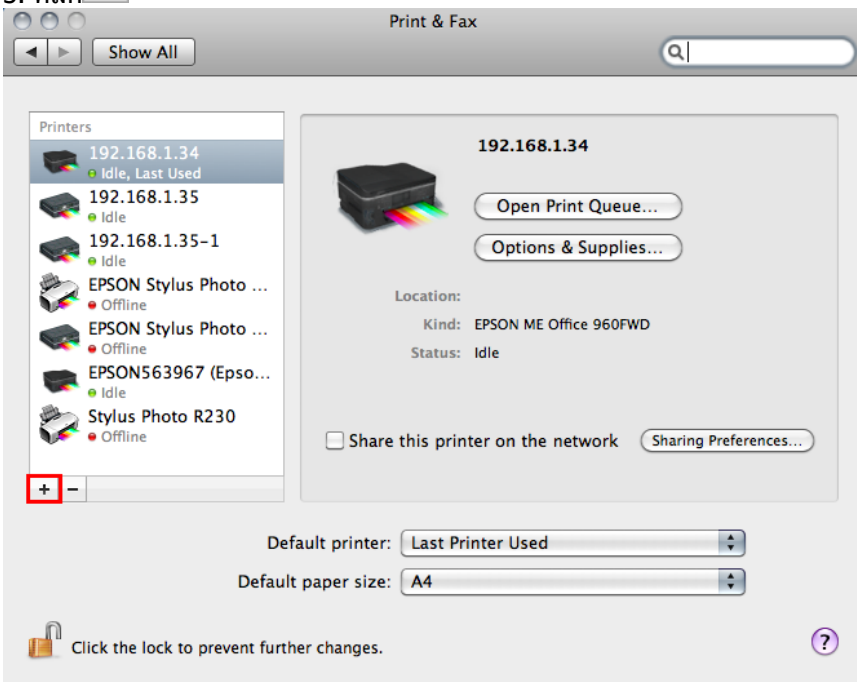 Print & Fax
Show All
Printers
192.168.1.34
Idle, Last Used
192.168.1.35
Idle
192.168.1.35-1
Idle
EPSON Stylus Photo ...
Offline
EPSON Stylus Photo ...
Offline
EPSON563967 (Epso...
Idle
Stylus Photo R230
Offline
+ −
192.168.1.34
Open Print Queue...
Options & Supplies...
Location:
Kind: EPSON ME Office 960FWD
Status: Idle
Share this printer on the network Sharing Preferences...
Default printer: Last Printer Used
Default paper size: A4
Click the lock to prevent further changes.
?